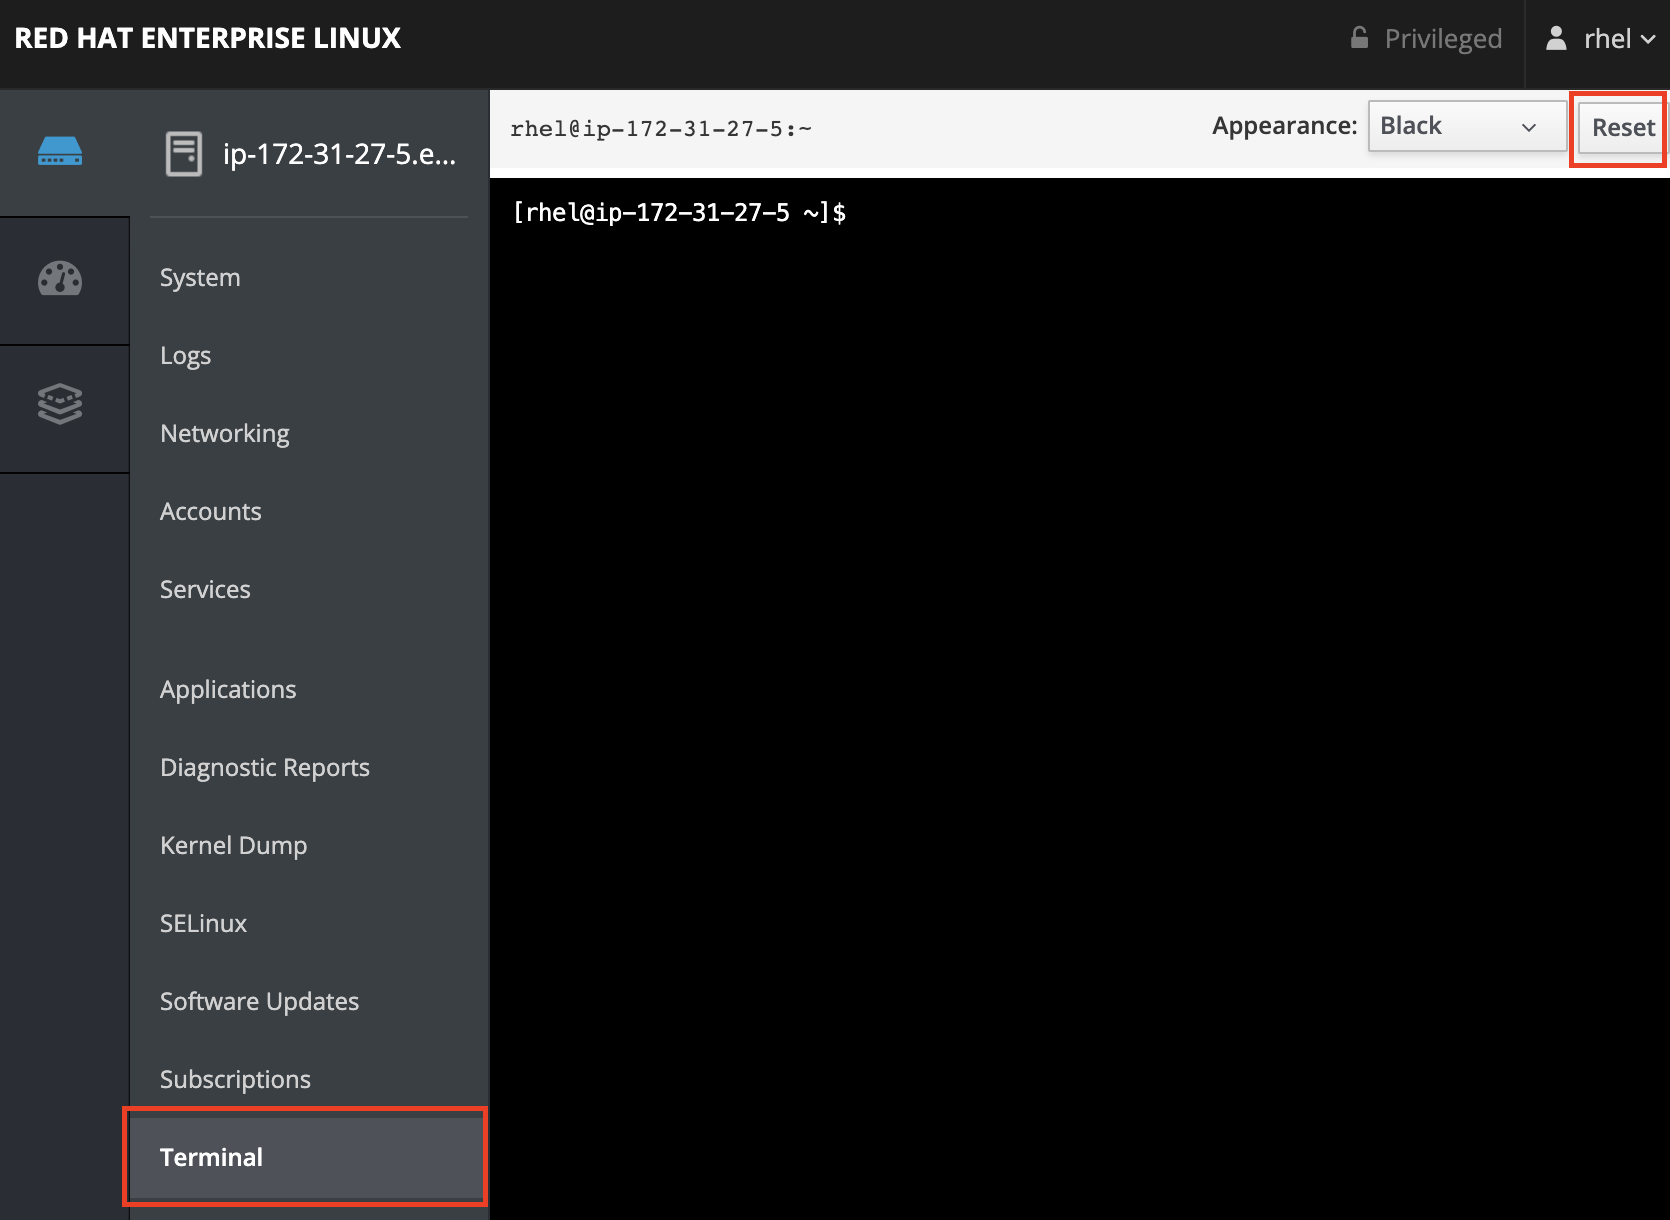 RED HAT ENTERPRISE LINUX
Privileged
rhel
ip-172-31-27-5.e...
rhel@ip-172-31-27-5:~
Appearance:
Black
Reset
[rhel@ip-172-31-27-5 ~]$
System
Logs
Networking
Accounts
Services
Applications
Diagnostic Reports
Kernel Dump
SELinux
Software Updates
Subscriptions
Terminal